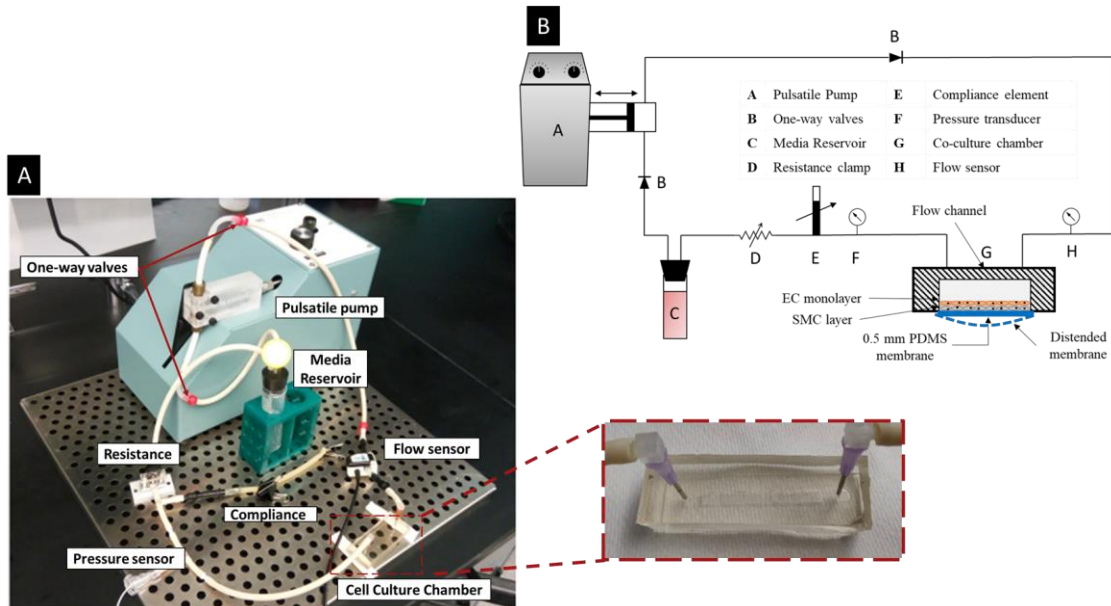 A
One-way valves
Pulsatile pump
Media
Reservoir
Resistance
Flow sensor
Compliance
Pressure sensor
Cell Culture Chamber
B
B
A
A Pulsatile Pump E Compliance element
B One-way valves F Pressure transducer
C Media Reservoir G Co-culture chamber
D Resistance clamp H Flow sensor
B
Flow channel
D E F G H
C
EC monolayer
SMC layer
0.5 mm PDMS
membrane
Distended
membrane